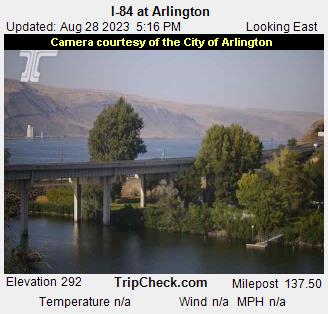 I-84 at Arlington
Updated: Aug 28 2023 5:16 PM Looking East
Camera courtesy of the City of Arlington
Elevation 292 TripCheck.com Milepost 137.50
Temperature n/a Wind n/a MPH n/a